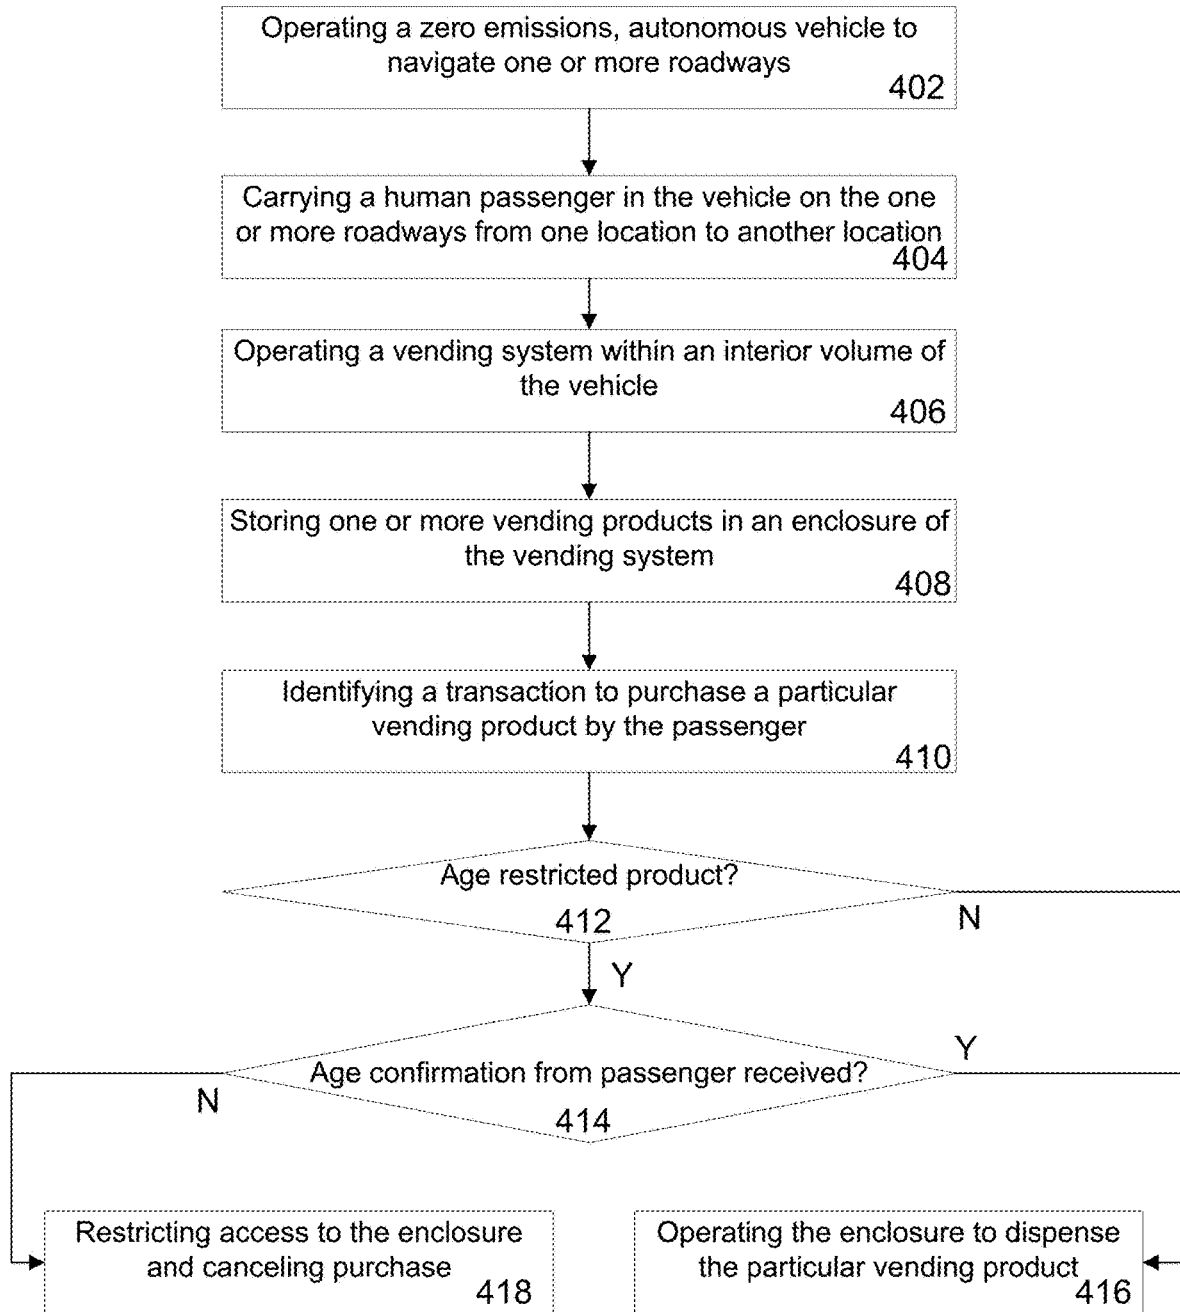 Operating a zero emissions, autonomous vehicle to
navigate one or more roadways
402
Carrying a human passenger in the vehicle on the one
or more roadways from one location to another location
404
Operating a vending system within an interior volume of
the vehicle
406
Storing one or more vending products in an enclosure of
the vending system
408
Identifying a transaction to purchase a particular
vending product by the passenger
410
Age restricted product?
412
N
Y
Age confirmation from passenger received?
414
Y
N
Restricting access to the enclosure
and canceling purchase
418
Operating the enclosure to dispense
the particular vending product
416